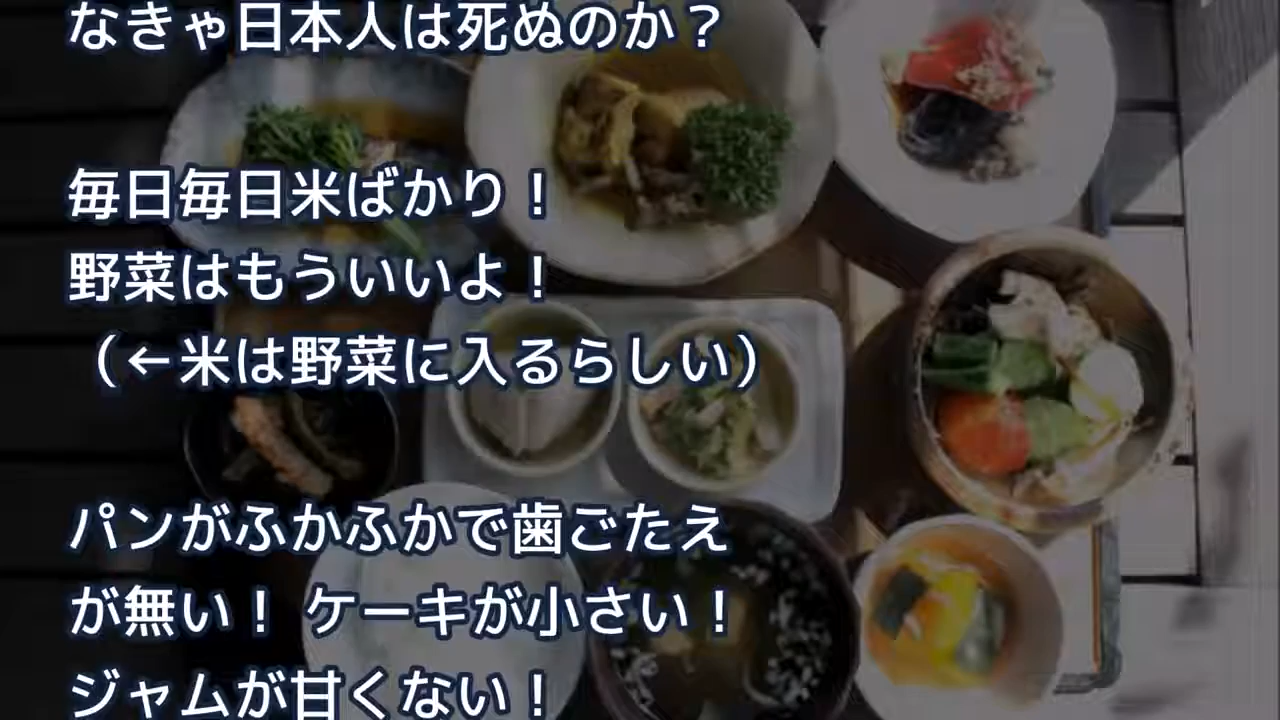 なきゃ日本人は死ぬのか？
毎日毎日米ばかり！
野菜はもういいよ！
（←米は野菜に入るらしい）
パンがふかふかで歯ごたえ
が無い！ ケーキが小さい！
ジャムが甘くない！